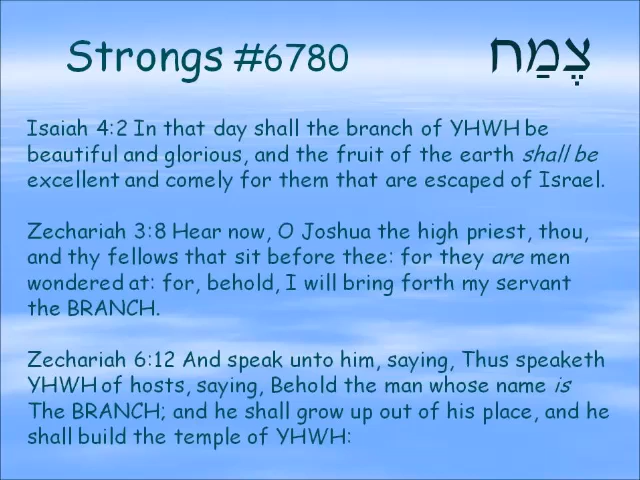 Strongs #6780 צֶמַח
Isaiah 4:2 In that day shall the branch of YHWH be
beautiful and glorious, and the fruit of the earth shall be
excellent and comely for them that are escaped of Israel.
Zechariah 3:8 Hear now, O Joshua the high priest, thou,
and thy fellows that sit before thee: for they are men
wondered at: for, behold, I will bring forth my servant
the BRANCH.
Zechariah 6:12 And speak unto him, saying, Thus speaketh
YHWH of hosts, saying, Behold the man whose name is
The BRANCH; and he shall grow up out of his place, and he
shall build the temple of YHWH: